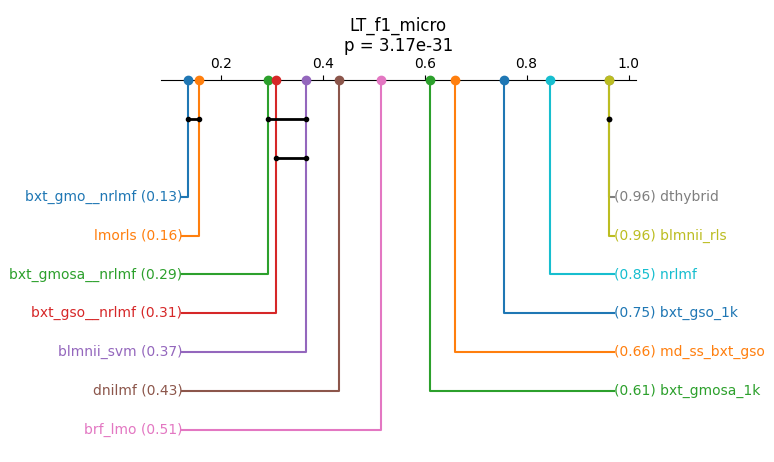 LT_f1_micro
p = 3.17e-31
0.2 0.4 0.6 0.8 1.0
bxt_gmo__nrlmf (0.13)
lmorls (0.16)
bxt_gmosa__nrlmf (0.29)
bxt_gso__nrlmf (0.31)
blmnii_svm (0.37)
dnilmf (0.43)
brf_lmo (0.51)
(0.96) dthybrid
(0.96) blmnii_rls
(0.85) nrlmf
(0.75) bxt_gso_1k
(0.66) md_ss_bxt_gso
(0.61) bxt_gmosa_1k